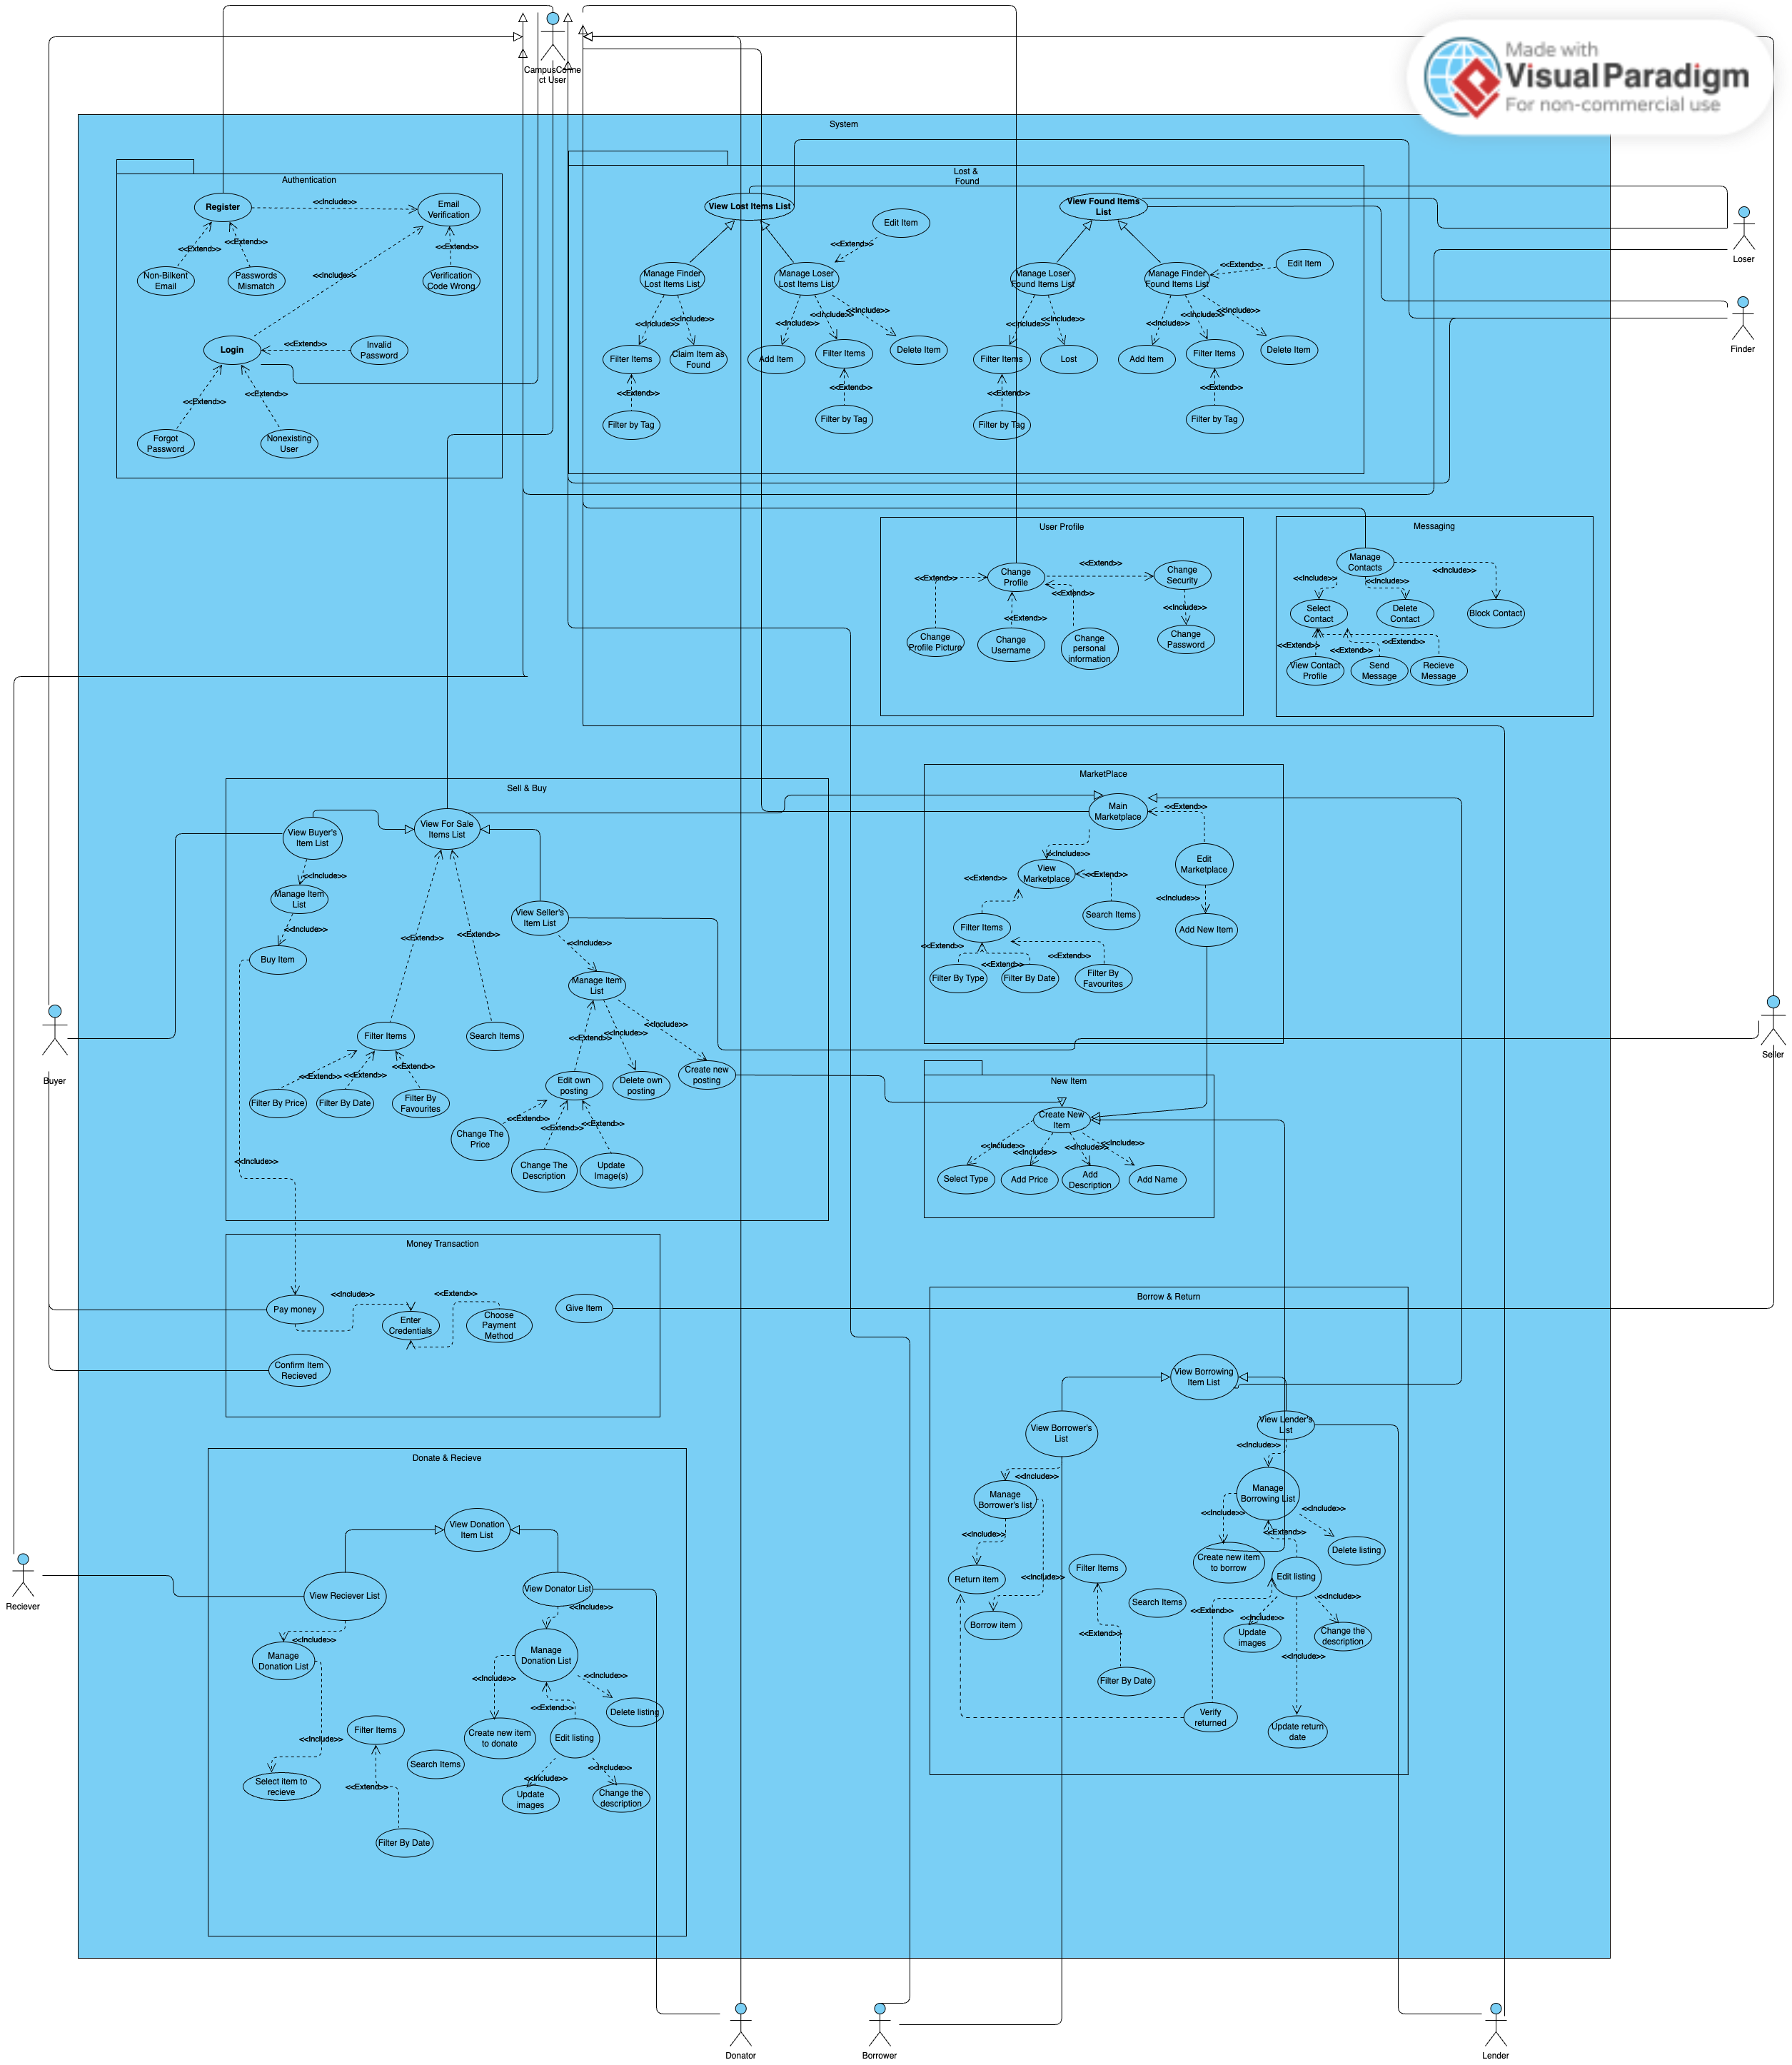 Made with
Visual Paradigm
For non-commercial use
CampusConne
ct User
System
Authentication
Register
<<Include>>
Email
Verification
<<Extend>>
<<Extend>>
<<Extend>>
Non-Bilkent
Email
Passwords
Mismatch
<<Include>>
Verification
Code Wrong
Login
<<Extend>>
Invalid
Password
<<Extend>>
<<Extend>>
Forgot
Password
Nonexisting
User
Lost &
Found
View Lost Items List
View Found Items
List
Edit Item
<<Extend>>
Manage Finder
Lost Items List
Manage Loser
Lost Items List
Manage Loser
Found Items List
Manage Finder
Found Items List
<<Extend>>
Edit Item
<<Include>>
<<Include>>
<<Include>>
<<Include>>
<<Include>>
<<Include>>
<<Include>>
<<Include>>
<<Include>>
<<Include>>
Filter Items
Claim Item as
Found
Add Item
Filter Items
Delete Item
Filter Items
Lost
Add Item
Filter Items
Delete Item
<<Extend>>
<<Extend>>
<<Extend>>
<<Extend>>
Filter by Tag
Filter by Tag
Filter by Tag
Filter by Tag
Loser
Finder
User Profile
Change
Profile
<<Extend>>
Change
Security
<<Extend>>
<<Extend>>
<<Extend>>
<<Include>>
Change
Profile Picture
Change
Username
Change
personal
information
Change
Password
Messaging
Manage
Contacts
<<Include>>
<<Include>>
<<Include>>
Select
Contact
Delete
Contact
Block Contact
<<Extend>>
<<Extend>>
<<Extend>>
View Contact
Profile
Send
Message
Recieve
Message
Sell & Buy
View Buyer's
Item List
View For Sale
Items List
<<Include>>
Manage Item
List
<<Include>>
Buy Item
View Seller's
Item List
<<Extend>>
<<Extend>>
<<Include>>
Manage Item
List
Filter Items
Search Items
<<Extend>>
<<Include>>
<<Include>>
<<Extend>>
<<Extend>>
<<Extend>>
Filter By Price
Filter By Date
Filter By
Favourites
Edit own
posting
Delete own
posting
Create new
posting
<<Extend>>
<<Extend>>
<<Extend>>
Change The
Price
Change The
Description
Update
Image(s)
<<Include>>
MarketPlace
Main
Marketplace
<<Extend>>
<<Include>>
View
Marketplace
Edit
Marketplace
<<Extend>>
<<Extend>>
<<Include>>
Filter Items
Search Items
Add New Item
<<Extend>>
<<Extend>>
<<Extend>>
Filter By Type
Filter By Date
Filter By
Favourites
Buyer
Seller
New Item
Create New
Item
<<Include>>
<<Include>>
<<Include>>
<<Include>>
Select Type
Add Price
Add
Description
Add Name
Money Transaction
Pay money
<<Include>>
Enter
Credentials
<<Extend>>
Choose
Payment
Method
Give Item
Confirm Item
Recieved
Borrow & Return
View Borrowing
Item List
View Borrower's
List
View Lender's
List
<<Include>>
<<Include>>
Manage
Borrower's list
Manage
Borrowing List
<<Include>>
<<Include>>
<<Include>>
<<Include>>
<<Extend>>
Return item
Borrow item
Filter Items
Search Items
Create new item
to borrow
Delete listing
Edit listing
<<Extend>>
<<Extend>>
<<Include>>
<<Include>>
Update
images
Change the
description
Filter By Date
Verify
returned
Update return
date
Donate & Recieve
View Donation
Item List
View Reciever List
View Donator List
<<Include>>
<<Include>>
Manage
Donation List
Manage
Donation List
<<Include>>
<<Include>>
<<Include>>
<<Extend>>
Delete listing
Filter Items
Search Items
Create new item
to donate
Edit listing
Select item to
recieve
<<Extend>>
<<Include>>
<<Include>>
Update
images
Change the
description
Filter By Date
Reciever
Donator
Borrower
Lender